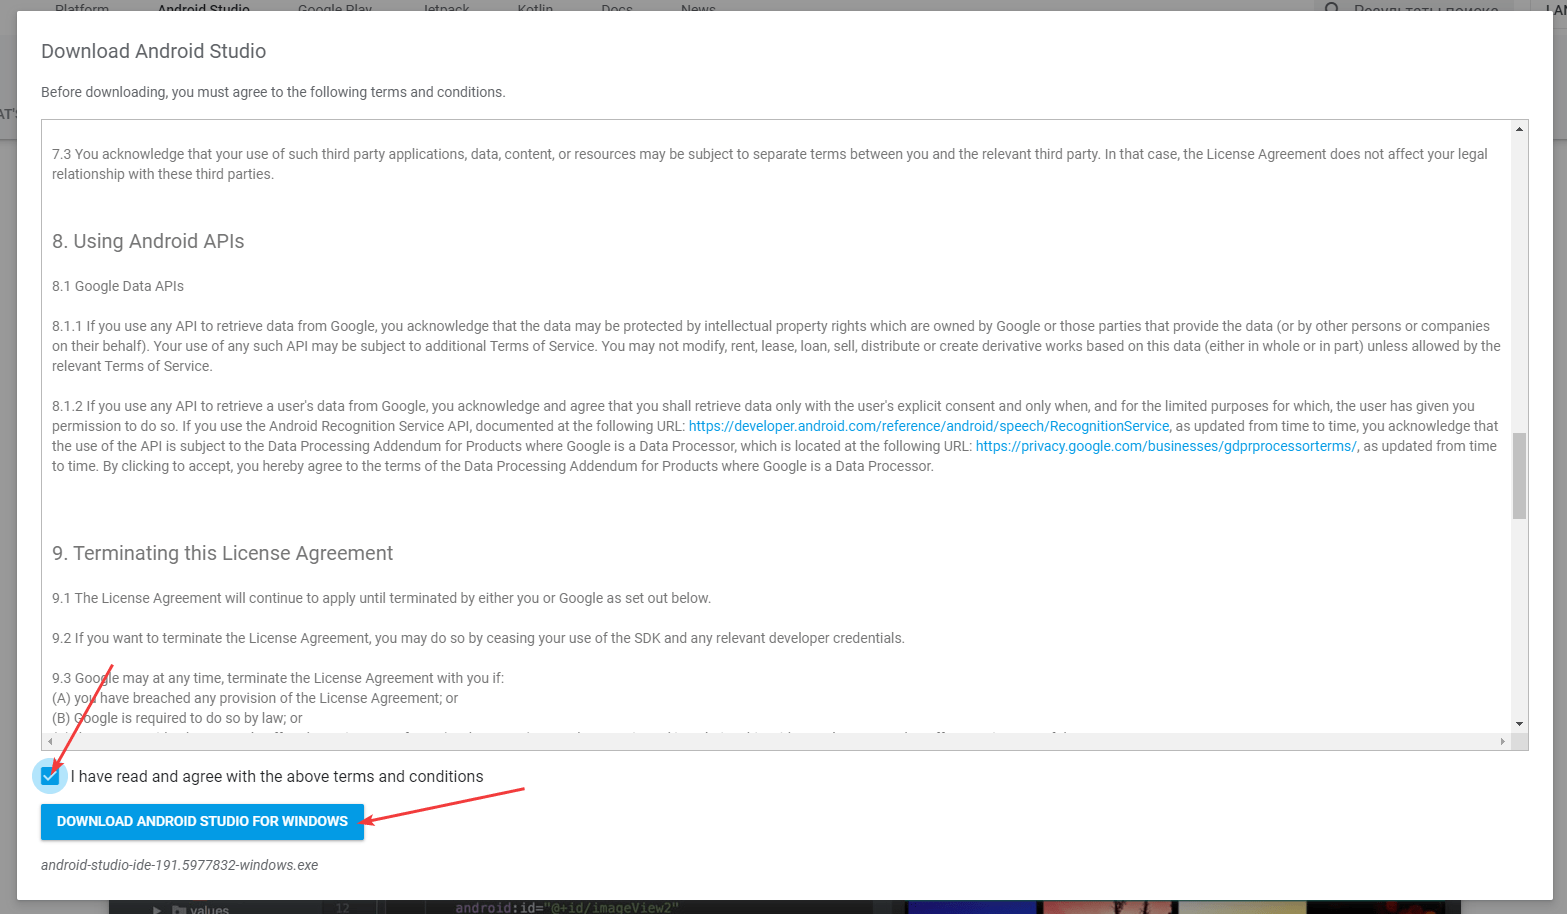 Platform Android Studio Google Play Jetpack Kotlin Docs News Результаты поиска LAN
AT'S
Download Android Studio
Before downloading, you must agree to the following terms and conditions.
7.3 You acknowledge that your use of such third party applications, data, content, or resources may be subject to separate terms between you and the relevant third party. In that case, the License Agreement does not affect your legal
relationship with these third parties.
8. Using Android APIs
8.1 Google Data APIs
8.1.1 If you use any API to retrieve data from Google, you acknowledge that the data may be protected by intellectual property rights which are owned by Google or those parties that provide the data (or by other persons or companies
on their behalf). Your use of any such API may be subject to additional Terms of Service. You may not modify, rent, lease, loan, sell, distribute or create derivative works based on this data (either in whole or in part) unless allowed by the
relevant Terms of Service.
8.1.2 If you use any API to retrieve a user's data from Google, you acknowledge and agree that you shall retrieve data only with the user's explicit consent and only when, and for the limited purposes for which, the user has given you
permission to do so. If you use the Android Recognition Service API, documented at the following URL: https://developer.android.com/reference/android/speech/RecognitionService, as updated from time to time, you acknowledge that
the use of the API is subject to the Data Processing Addendum for Products where Google is a Data Processor, which is located at the following URL: https://privacy.google.com/businesses/gdprprocessorterms/, as updated from time
to time. By clicking to accept, you hereby agree to the terms of the Data Processing Addendum for Products where Google is a Data Processor.
9. Terminating this License Agreement
9.1 The License Agreement will continue to apply until terminated by either you or Google as set out below.
9.2 If you want to terminate the License Agreement, you may do so by ceasing your use of the SDK and any relevant developer credentials.
9.3 Google may at any time, terminate the License Agreement with you if:
(A) you have breached any provision of the License Agreement; or
(B) Google is required to do so by law; or
I have read and agree with the above terms and conditions
DOWNLOAD ANDROID STUDIO FOR WINDOWS
android-studio-ide-191.5977832-windows.exe
values 12 android:id="@+id/imageView2"